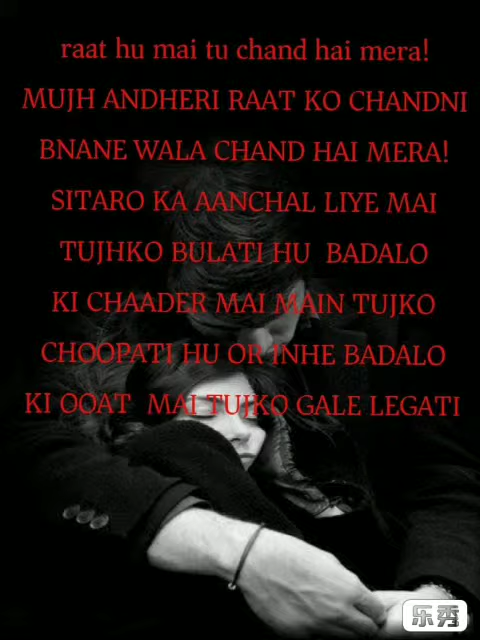 raat hu mai tu chand hai mera!
MUJH ANDHERI RAAT KO CHANDNI
BNANE WALA CHAND HAI MERA!
SITARO KA AANCHAL LIYE MAI
TUJHKO BULATI HU BADALO
KI CHAADER MAI MAIN TUJKO
CHOOPATI HU OR INHE BADALO
KI OOAT MAI TUJKO GALE LEGATI
乐秀